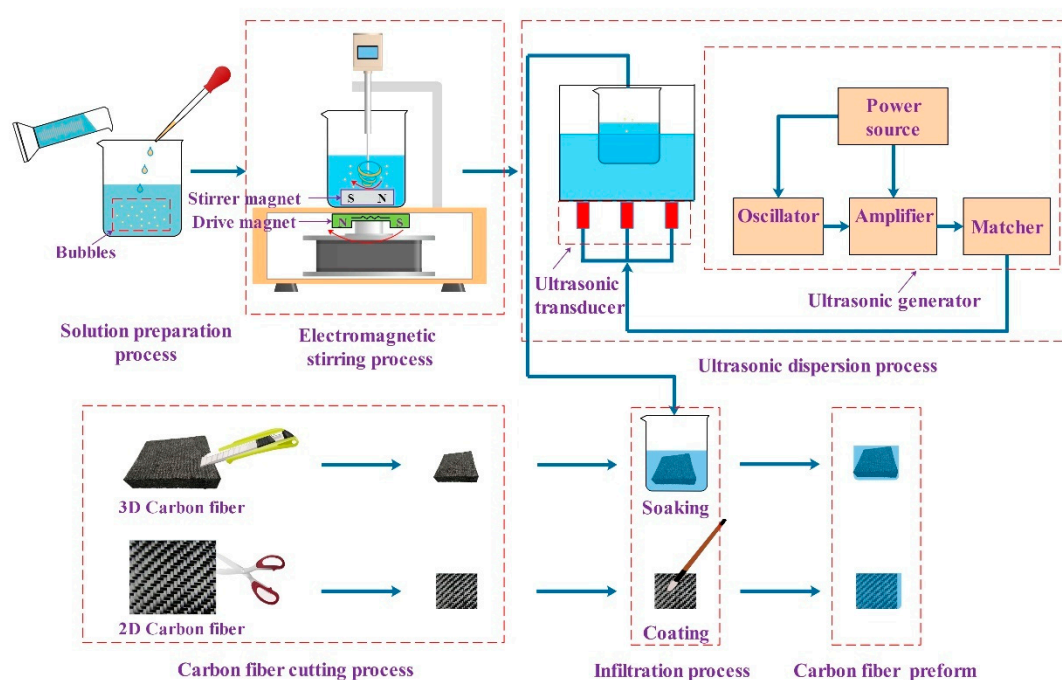 Bubbles
Solution preparation
process
Stirrer magnet
S N
Drive magnet
N S
Electromagnetic
stirring process
Ultrasonic
transducer
Power
source
Oscillator
Amplifier
Matcher
Ultrasonic generator
Ultrasonic dispersion process
3D Carbon fiber
2D Carbon fiber
Carbon fiber cutting process
Soaking
Coating
Infiltration process
Carbon fiber preform